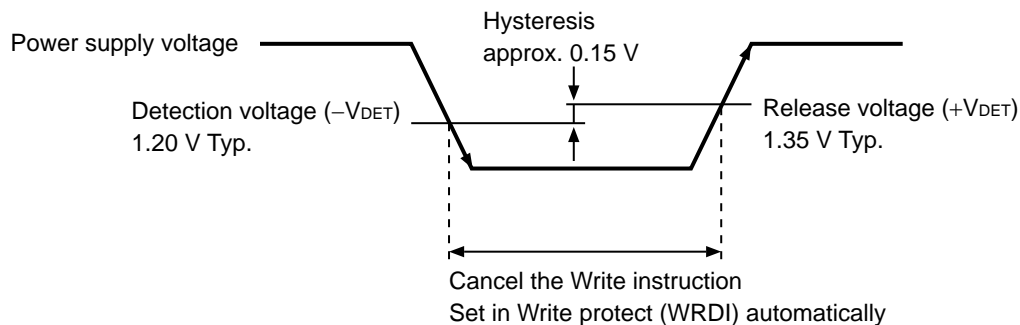 Hysteresis
approx. 0.15 V
Power supply voltage
Detection voltage (−VDET)
1.20 V Typ.
Release voltage (+VDET)
1.35 V Typ.
Cancel the Write instruction
Set in Write protect (WRDI) automatically